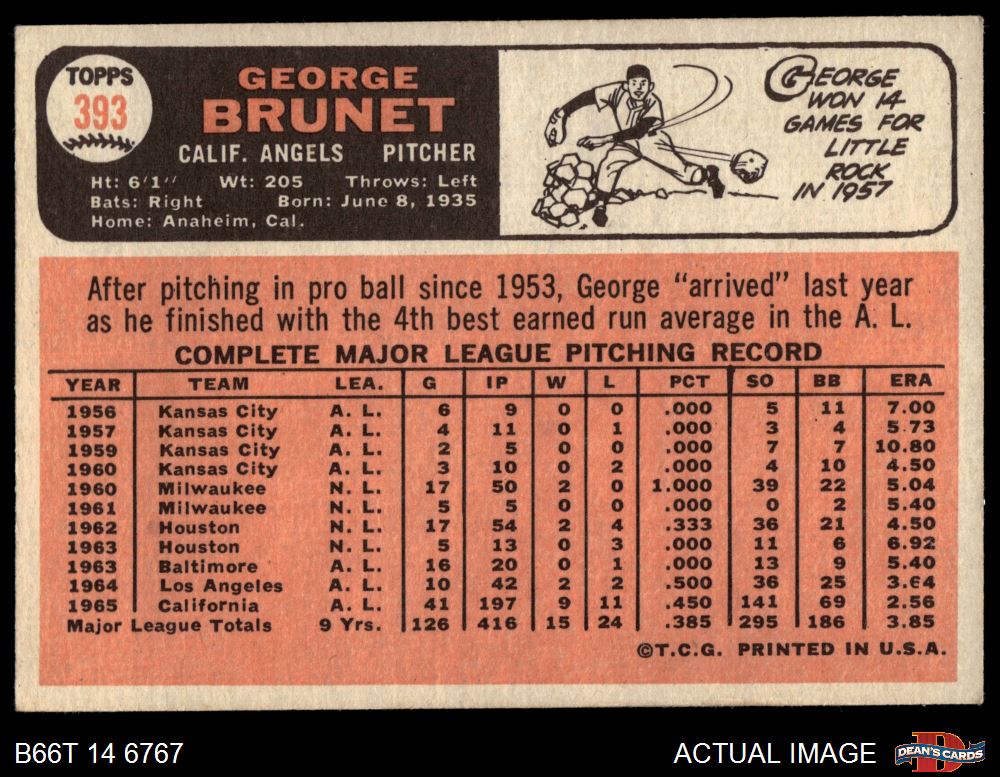 TOPPS
393
GEORGE
BRUNET
CALIF. ANGELS PITCHER
Ht: 6'1" Wt: 205 Throws: Left
Bats: Right Born: June 8, 1935
Home: Anaheim, Cal.
GEORGE
WON 14
GAMES FOR
LITTLE
ROCK
IN 1957
After pitching in pro ball since 1953, George "arrived" last year
as he finished with the 4th best earned run average in the A. L.
COMPLETE MAJOR LEAGUE PITCHING RECORD
YEAR TEAM LEA. G IP W L PCT SO BB ERA
1956 Kansas City A. L. 6 9 0 0 .000 5 11 7.00
1957 Kansas City A. L. 4 11 0 1 .000 3 4 5.73
1959 Kansas City A. L. 2 5 0 0 .000 7 7 10.80
1960 Kansas City A. L. 3 10 0 2 .000 4 10 4.50
1960 Milwaukee N. L. 17 50 2 0 1.000 39 22 5.04
1961 Milwaukee N. L. 5 5 0 0 .000 0 2 5.40
1962 Houston N. L. 17 54 2 4 .333 36 21 4.50
1963 Houston N. L. 5 13 0 3 .000 11 6 6.92
1963 Baltimore A. L. 16 20 0 1 .000 13 9 5.40
1964 Los Angeles A. L. 10 42 2 2 .500 36 25 3.64
1965 California A. L. 41 197 9 11 .450 141 69 2.56
Major League Totals 9 Yrs. 126 416 15 24 .385 295 186 3.85
©T.C.G. PRINTED IN U.S.A.
B66T 14 6767
ACTUAL IMAGE
DEAN'S CARDS